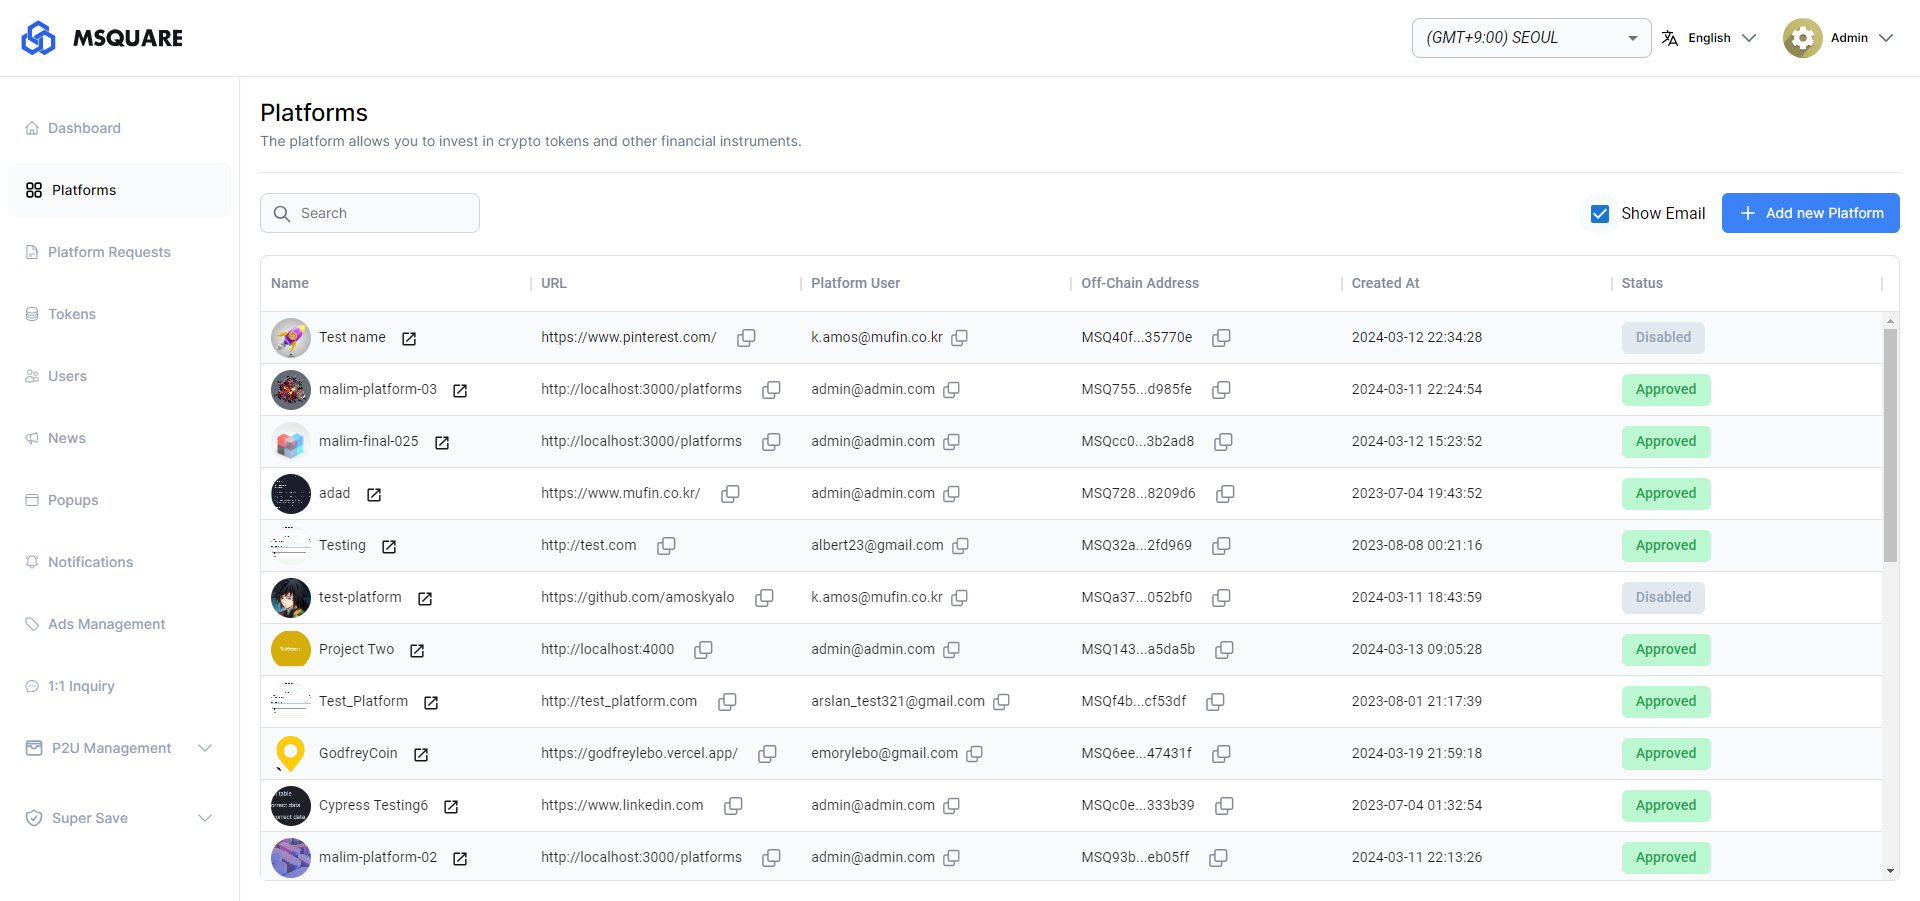 MSQUARE
(GMT+9:00) SEOUL
English
Admin
Dashboard
Platforms
Platform Requests
Tokens
Users
News
Popups
Notifications
Ads Management
1:1 Inquiry
P2U Management
Super Save
Platforms
The platform allows you to invest in crypto tokens and other financial instruments.
Search
Show Email
Add new Platform
Name URL Platform User Off-Chain Address Created At Status
Test name https://www.pinterest.com/ k.amos@mufin.co.kr MSQ40f...35770e 2024-03-12 22:34:28 Disabled
malim-platform-03 http://localhost:3000/platforms admin@admin.com MSQ755...d985fe 2024-03-11 22:24:54 Approved
malim-final-025 http://localhost:3000/platforms admin@admin.com MSQcc0...3b2ad8 2024-03-12 15:23:52 Approved
adad https://www.mufin.co.kr/ admin@admin.com MSQ728...8209d6 2023-07-04 19:43:52 Approved
Testing http://test.com albert23@gmail.com MSQ32a...2fd969 2023-08-08 00:21:16 Approved
test-platform https://github.com/amoskyalo k.amos@mufin.co.kr MSQa37...052bf0 2024-03-11 18:43:59 Disabled
Project Two http://localhost:4000 admin@admin.com MSQ143...a5da5b 2024-03-13 09:05:28 Approved
Test_Platform http://test_platform.com arslan_test321@gmail.com MSQf4b...cf53df 2023-08-01 21:17:39 Approved
GodfreyCoin https://godfreylebo.vercel.app/ emorylebo@gmail.com MSQ6ee...47431f 2024-03-19 21:59:18 Approved
Cypress Testing6 https://www.linkedin.com admin@admin.com MSQc0e...333b39 2023-07-04 01:32:54 Approved
malim-platform-02 http://localhost:3000/platforms admin@admin.com MSQ93b...eb05ff 2024-03-11 22:13:26 Approved